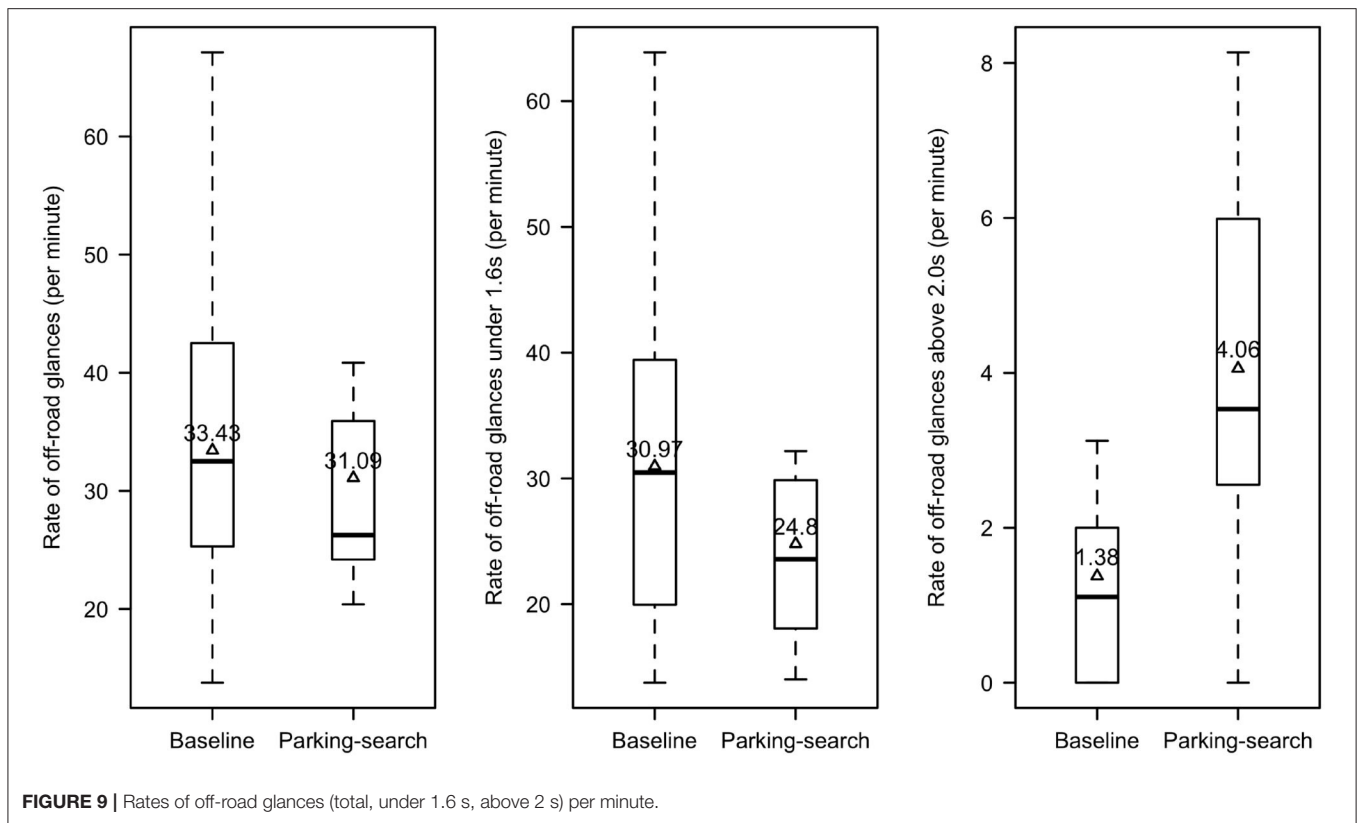 Rate of off-road glances (per minute)
60
50
40
30
20
33.43
31.09
Baseline
Parking-search
Rate of off-road glances under 1.6s (per minute)
60
50
40
30
20
30.97
24.8
Baseline
Parking-search
Rate of off-road glances above 2.0s (per minute)
8
6
4
2
0
1.38
4.06
Baseline
Parking-search
FIGURE 9 | Rates of off-road glances (total, under 1.6 s, above 2 s) per minute.